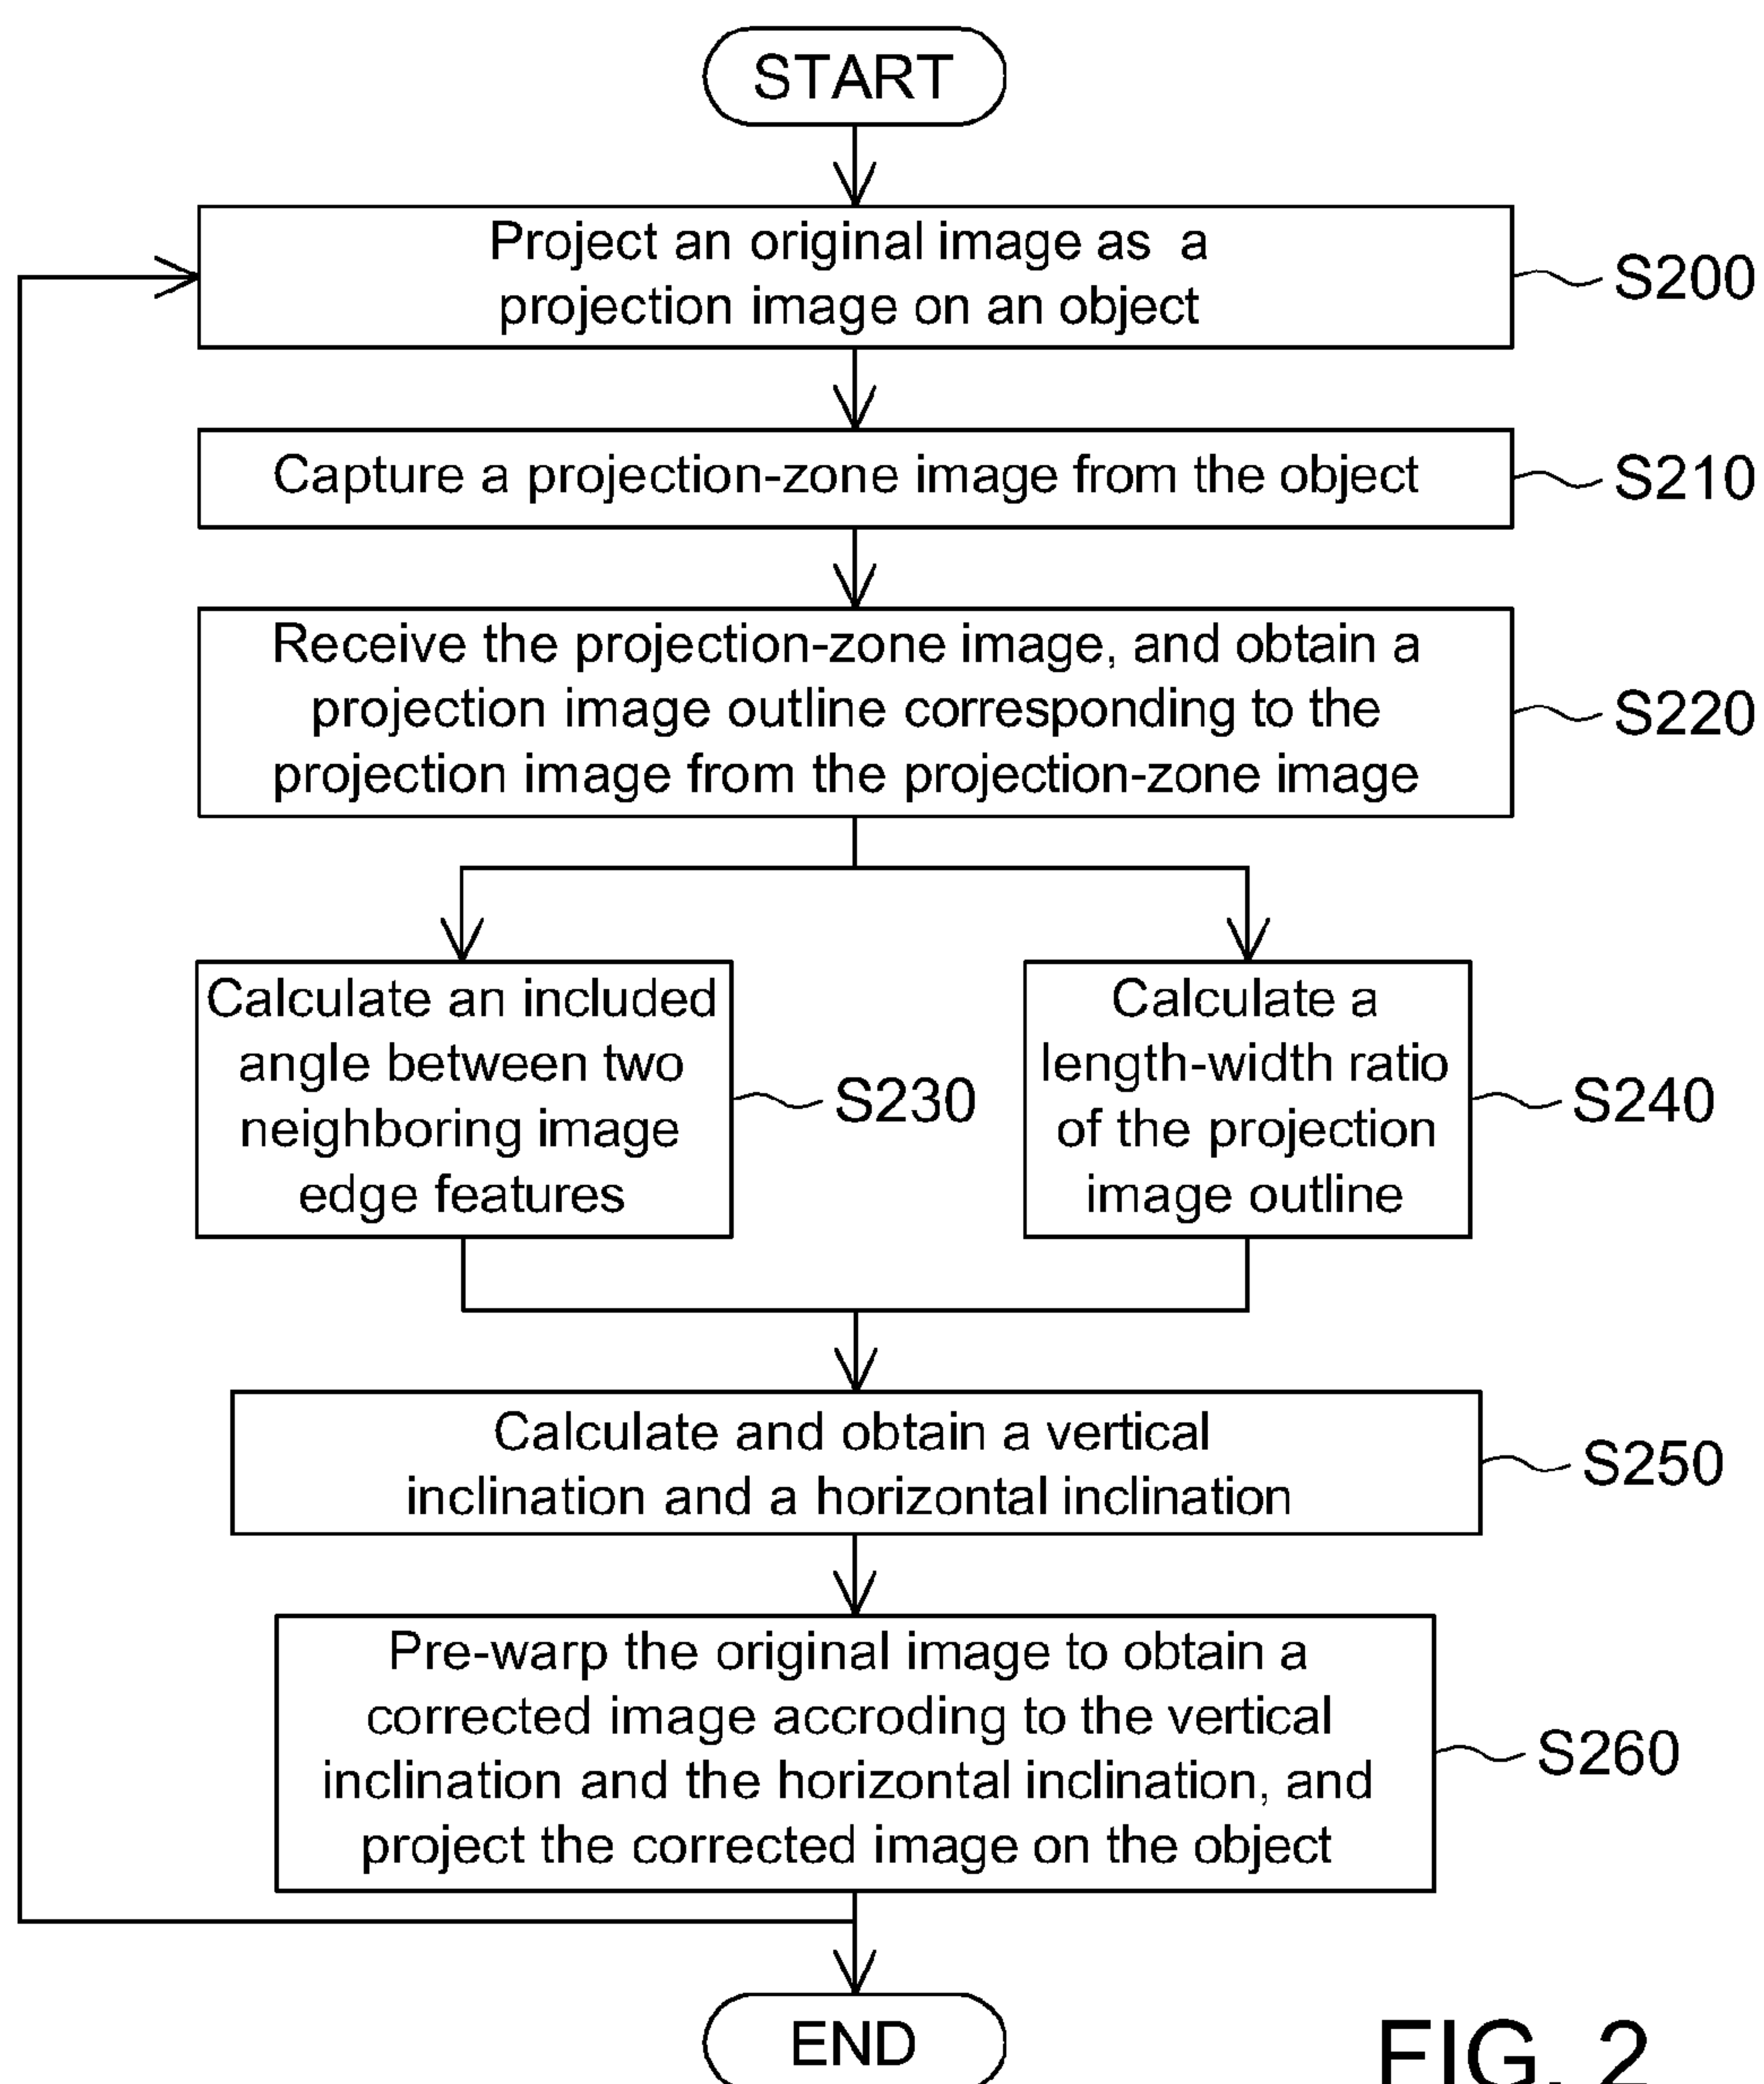 START
Project an original image as a
projection image on an object
S200
Capture a projection-zone image from the object
S210
Receive the projection-zone image, and obtain a
projection image outline corresponding to the
projection image from the projection-zone image
S220
Calculate an included
angle between two
neighboring image
edge features
S230
Calculate a
length-width ratio
of the projection
image outline
S240
Calculate and obtain a vertical
inclination and a horizontal inclination
S250
Pre-warp the original image to obtain a
corrected image accroding to the vertical
inclination and the horizontal inclination, and
project the corrected image on the object
S260
END
FIG. 2